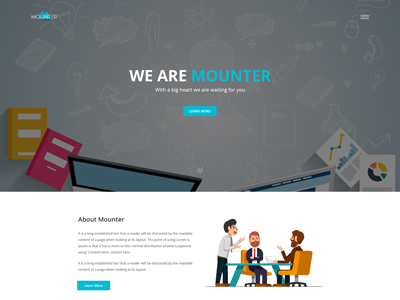 MOUNTER
WE ARE MOUNTER
With a big heart we are waiting for you
LEARN MORE
About Mounter
It is a long established fact that a reader will be distracted by the readable
content of a page when looking at its layout. The point of using Lorem is
ipsum is that it has a more-or-less normal distribution of letters,opposed
using 'Content here, content here
It is a long established fact that a reader will be distracted by the readable
content of a page when looking at its layout.
Learn More